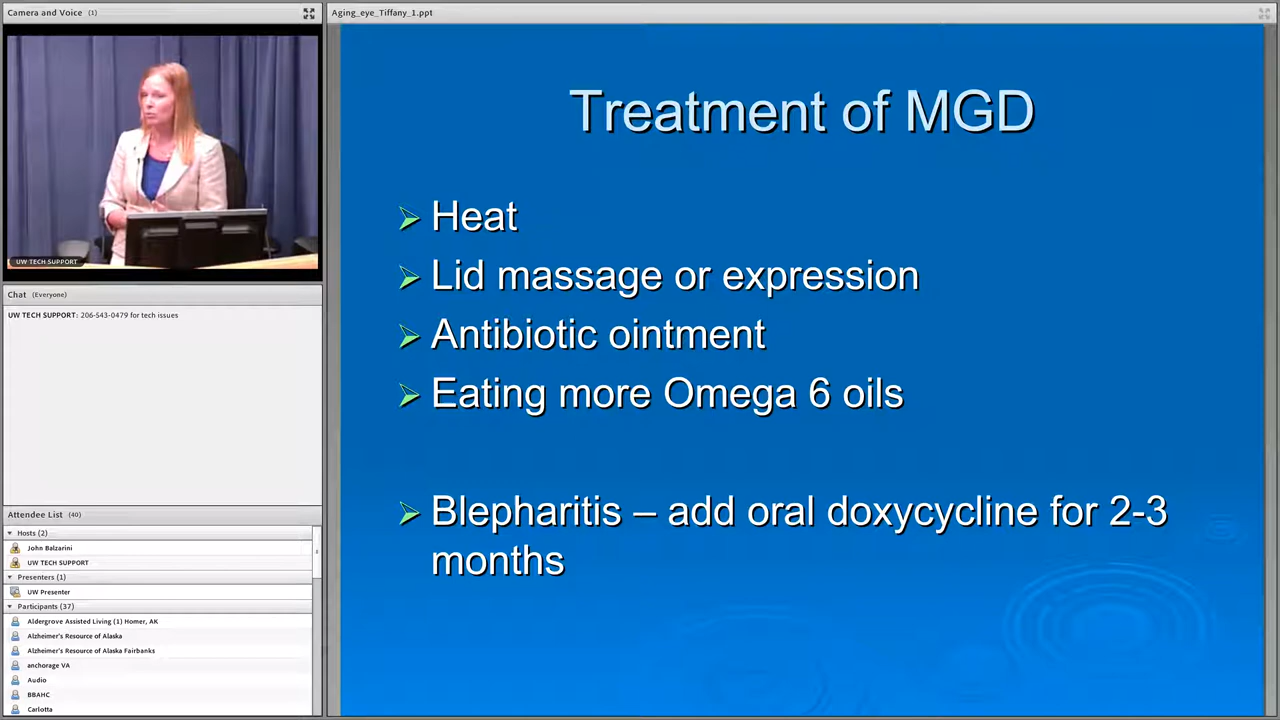 Camera and Voice (1)
UW TECH SUPPORT
Chat (Everyone)
UW TECH SUPPORT: 206-543-0479 for tech issues
Attendee List (40)
Hosts (2)
John Balzarini
UW TECH SUPPORT
Presenters (1)
UW Presenter
Participants (37)
Aldergrove Assisted Living (1) Homer, AK
Alzheimer's Resource of Alaska
Alzheimer's Resource of Alaska Fairbanks
anchorage VA
Audio
BBAHC
Carlotta
Aging_eye_Tiffany_1.ppt
Treatment of MGD
Heat
Lid massage or expression
Antibiotic ointment
Eating more Omega 6 oils
Blepharitis – add oral doxycycline for 2-3
months